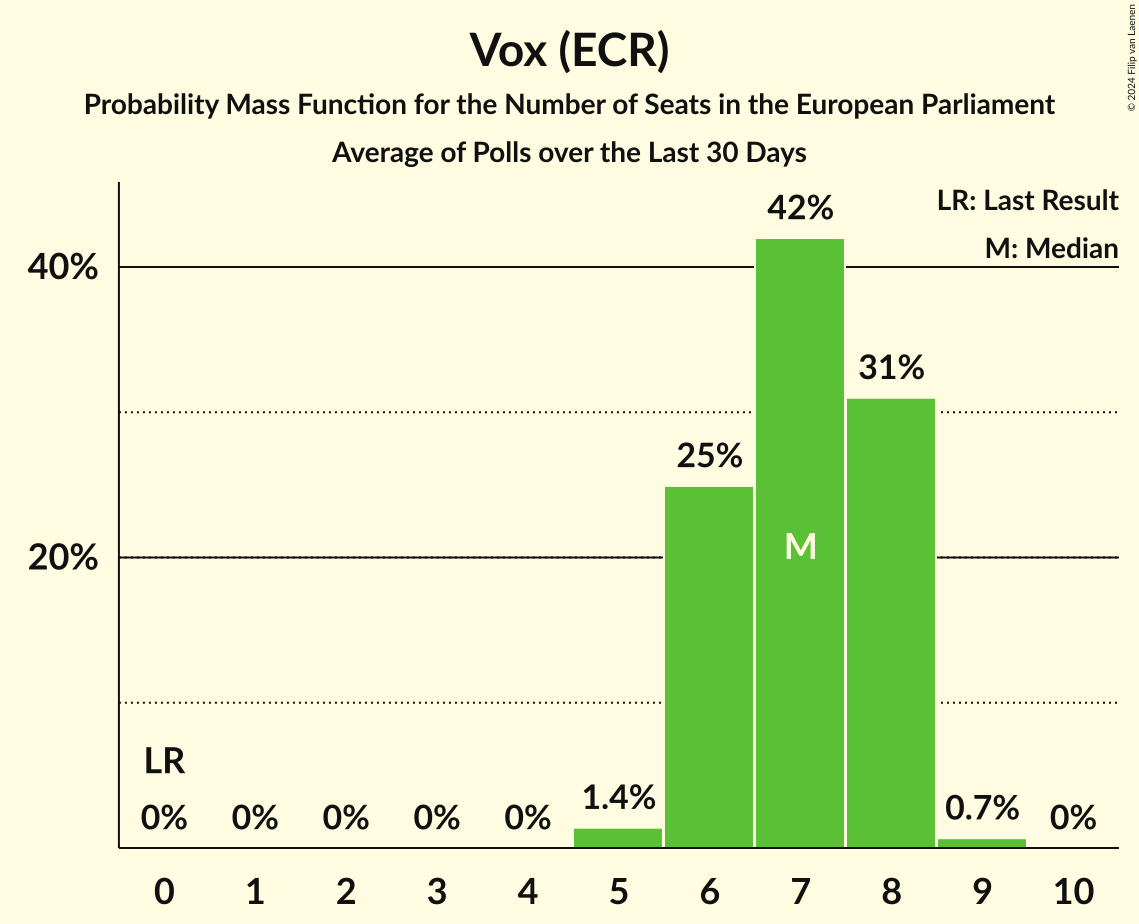 Vox (ECR)
Probability Mass Function for the Number of Seats in the European Parliament
Average of Polls over the Last 30 Days
© 2024 Filip van Laenen
LR: Last Result
M: Median
42%
40%
31%
25%
M
20%
LR
0% 0% 0% 0% 0% 1.4% 0.7% 0%
0 1 2 3 4 5 6 7 8 9 10